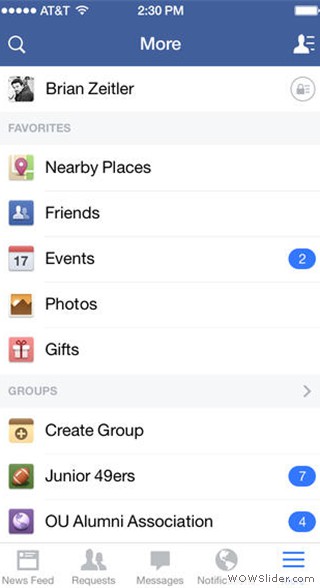 AT&T 2:30 PM
More
Brian Zeitler
FAVORITES
Nearby Places
Friends
17 Events 2
Photos
Gifts
GROUPS
Create Group
Junior 49ers 7
OU Alumni Association 4
News Feed Requests Messages Notific
WOWSlider.com